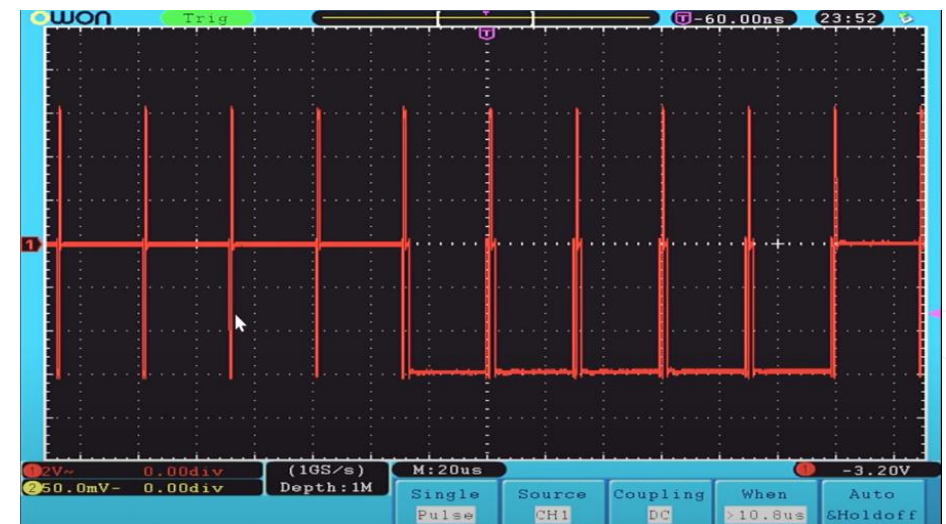 OWON Trig T-60.00ns 23:52
T
1
1 2V~ 0.00div (1GS/s) M:20us 1 -3.20V
2 50.0mV- 0.00div Depth:1M
Single Source Coupling When Auto
Pulse CH1 DC >10.8us &Holdoff